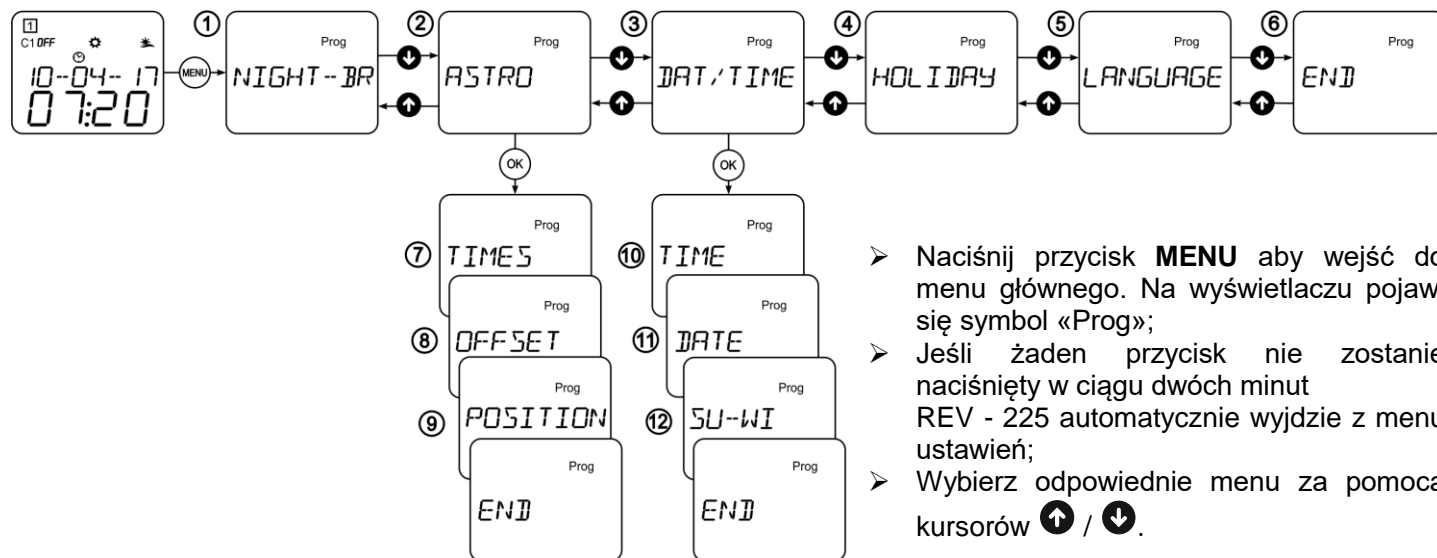 ① ② ③ ④ ⑤ ⑥
1
C1 OFF
10--04--17
07:20
MENU
Prog
NIGHT--BR
Prog
ASTRO
Prog
DAT/TIME
Prog
HOLIDAY
Prog
LANGUAGE
Prog
END
OK
OK
Prog
⑦ TIMES
Prog
⑧ OFFSET
Prog
⑨ POSITION
Prog
END
Prog
⑩ TIME
Prog
⑪ DATE
Prog
⑫ SU--WI
Prog
END
➢ Naciśnij przycisk MENU aby wejść do
menu głównego. Na wyświetlaczu pojaw
się symbol «Prog»;
➢ Jeśli żaden przycisk nie zostanie
naciśnięty w ciągu dwóch minut
REV - 225 automatycznie wyjdzie z menu
ustawień;
➢ Wybierz odpowiednie menu za pomocą
kursorów ↑ / ↓.